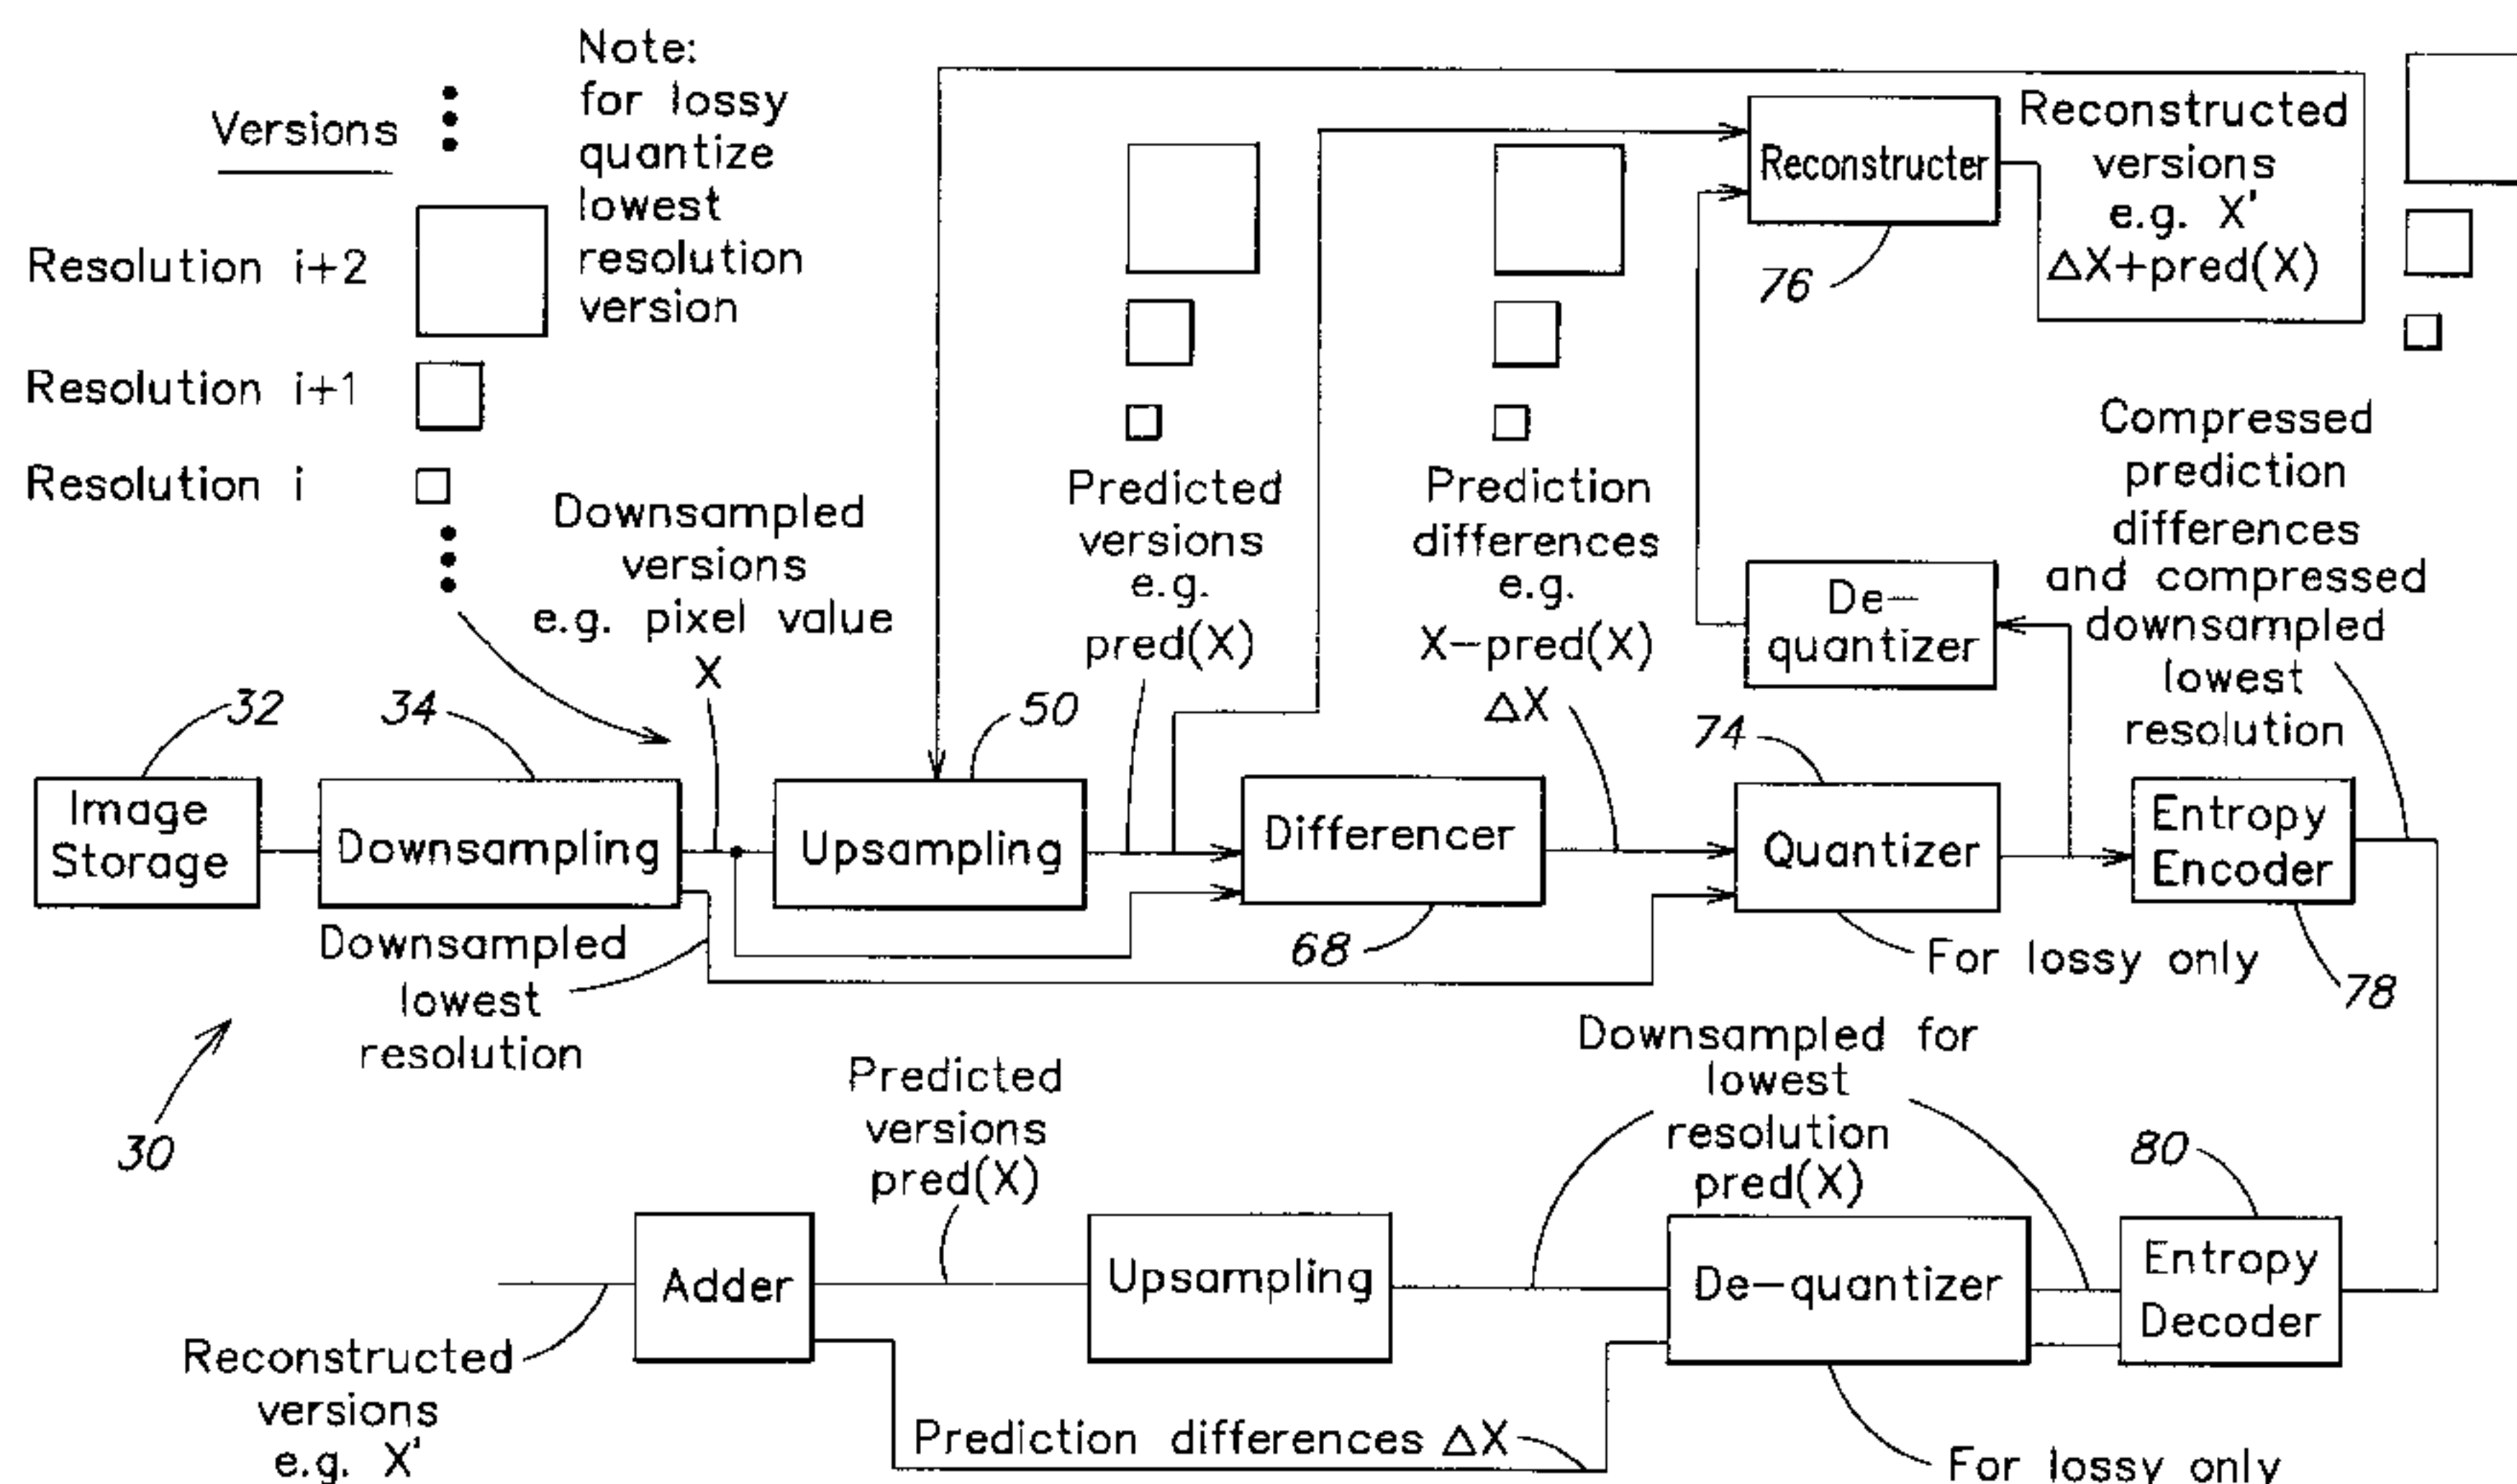 Versions
Note:
for lossy
quantize
lowest
resolution
version
Resolution i+2
Resolution i+1
Resolution i
Downsampled
versions
e.g. pixel value
X
Predicted
versions
e.g.
pred(X)
Prediction
differences
e.g.
X-pred(X)
ΔX
Reconstructer
76
Reconstructed
versions
e.g. X'
ΔX+pred(X)
De-
quantizer
Compressed
prediction
differences
and compressed
downsampled
lowest
resolution
32
34
50
74
Image
Storage
Downsampling
Upsampling
Differencer
Quantizer
Entropy
Encoder
Downsampled
lowest
resolution
68
For lossy only
78
30
Predicted
versions
pred(X)
Downsampled for
lowest
resolution
pred(X)
80
Adder
Upsampling
De-quantizer
Entropy
Decoder
Reconstructed
versions
e.g. X'
Prediction differences ΔX
For lossy only